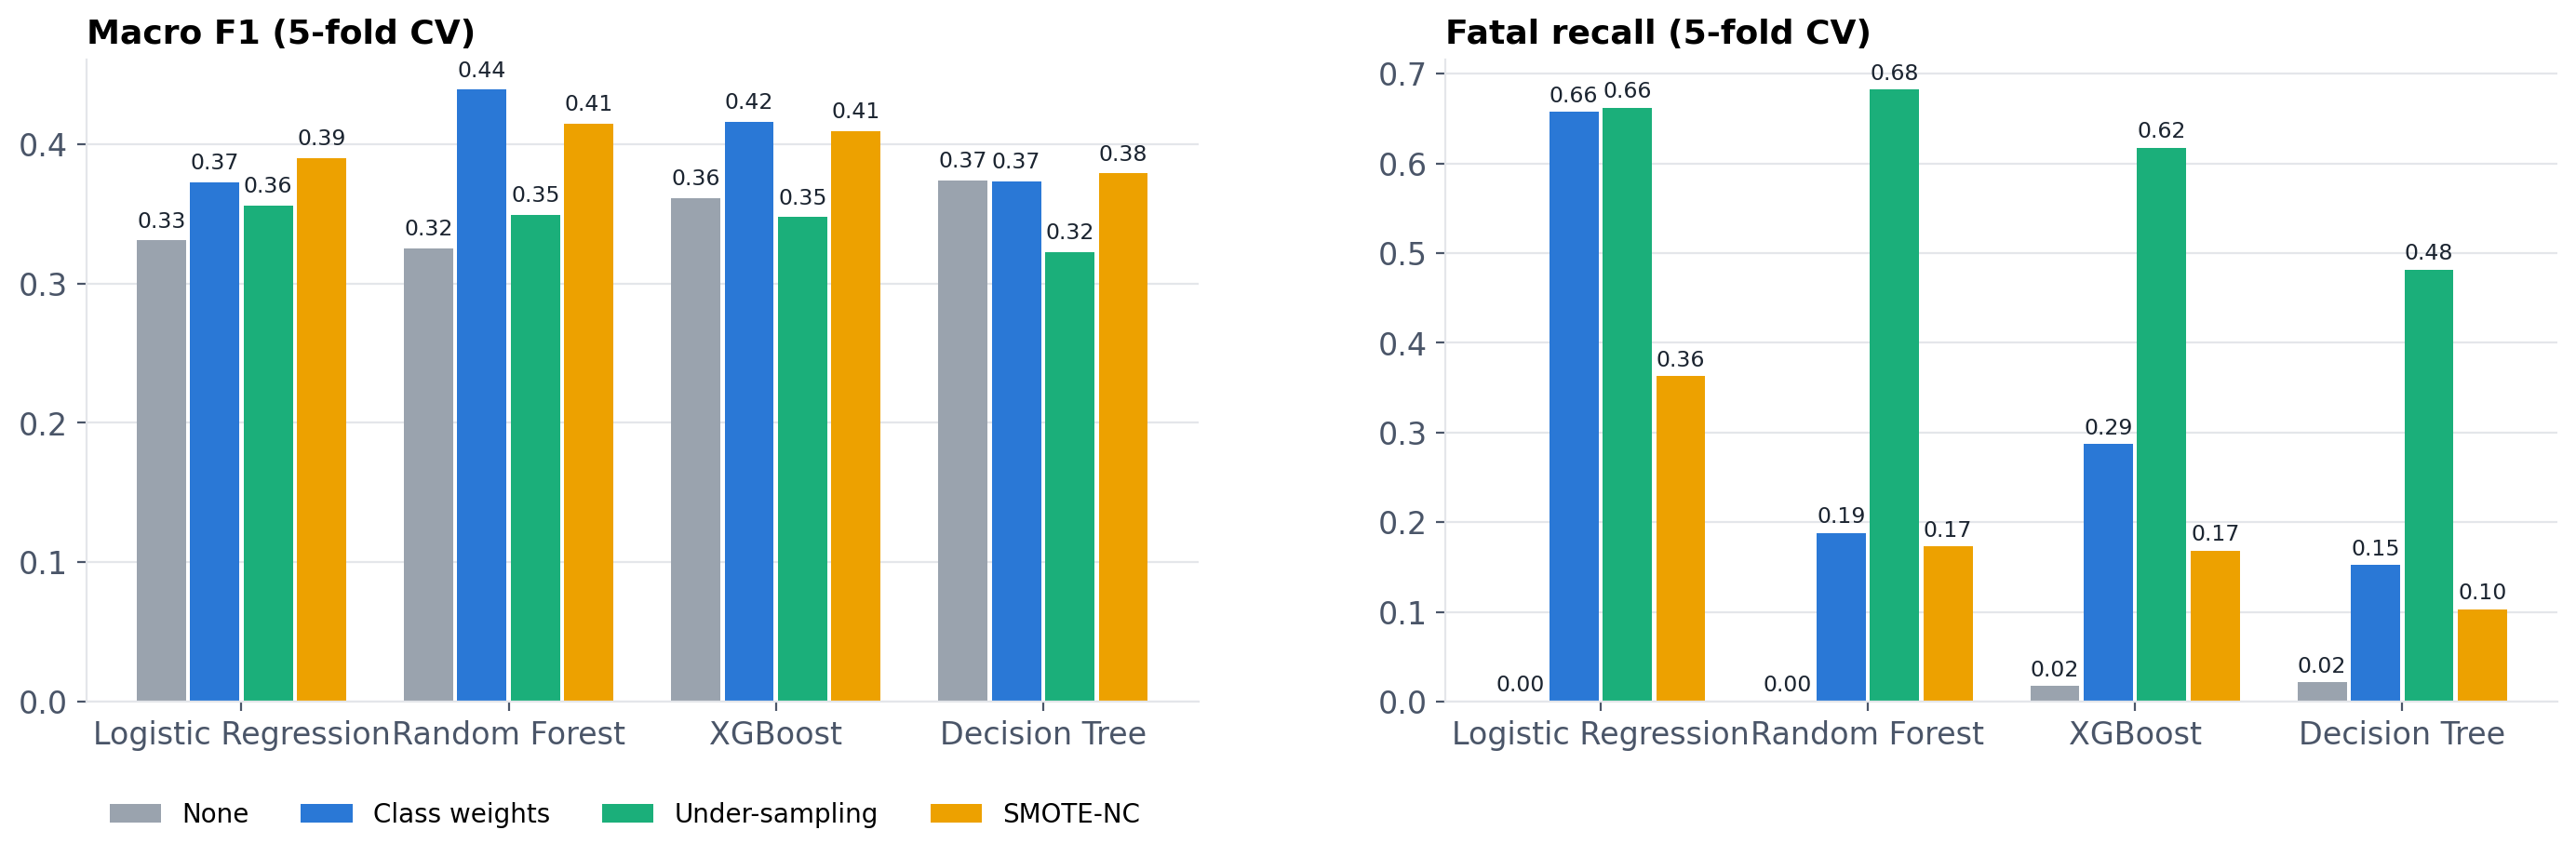 Macro F1 (5-fold CV)
0.4
0.3
0.2
0.1
0.0
0.33 0.37 0.36 0.39
0.32 0.44 0.35 0.41
0.36 0.42 0.35 0.41
0.37 0.37 0.32 0.38
Logistic Regression Random Forest XGBoost Decision Tree
None Class weights Under-sampling SMOTE-NC
Fatal recall (5-fold CV)
0.7
0.6
0.5
0.4
0.3
0.2
0.1
0.0
0.00 0.66 0.66 0.36
0.00 0.19 0.68 0.17
0.02 0.29 0.62 0.17
0.02 0.15 0.48 0.10
Logistic Regression Random Forest XGBoost Decision Tree